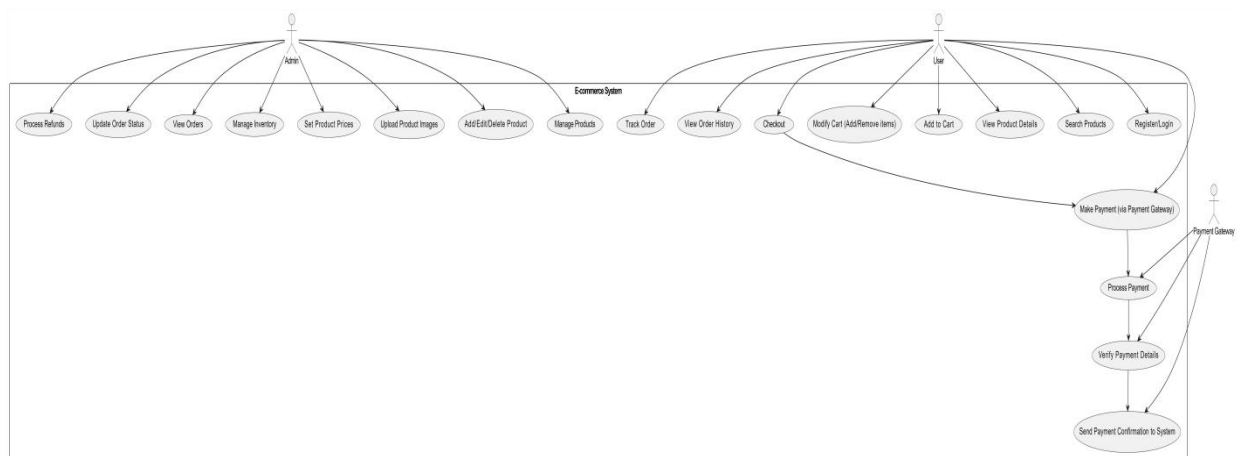 Admin
User
E-commerce System
Process Refunds
Update Order Status
View Orders
Manage Inventory
Set Product Prices
Upload Product Images
Add/Edit/Delete Product
Manage Products
Track Order
View Order History
Checkout
Modify Cart (Add/Remove Items)
Add to Cart
View Product Details
Search Products
Register/Login
Make Payment (via Payment Gateway)
Payment Gateway
Process Payment
Verify Payment Details
Send Payment Confirmation to System